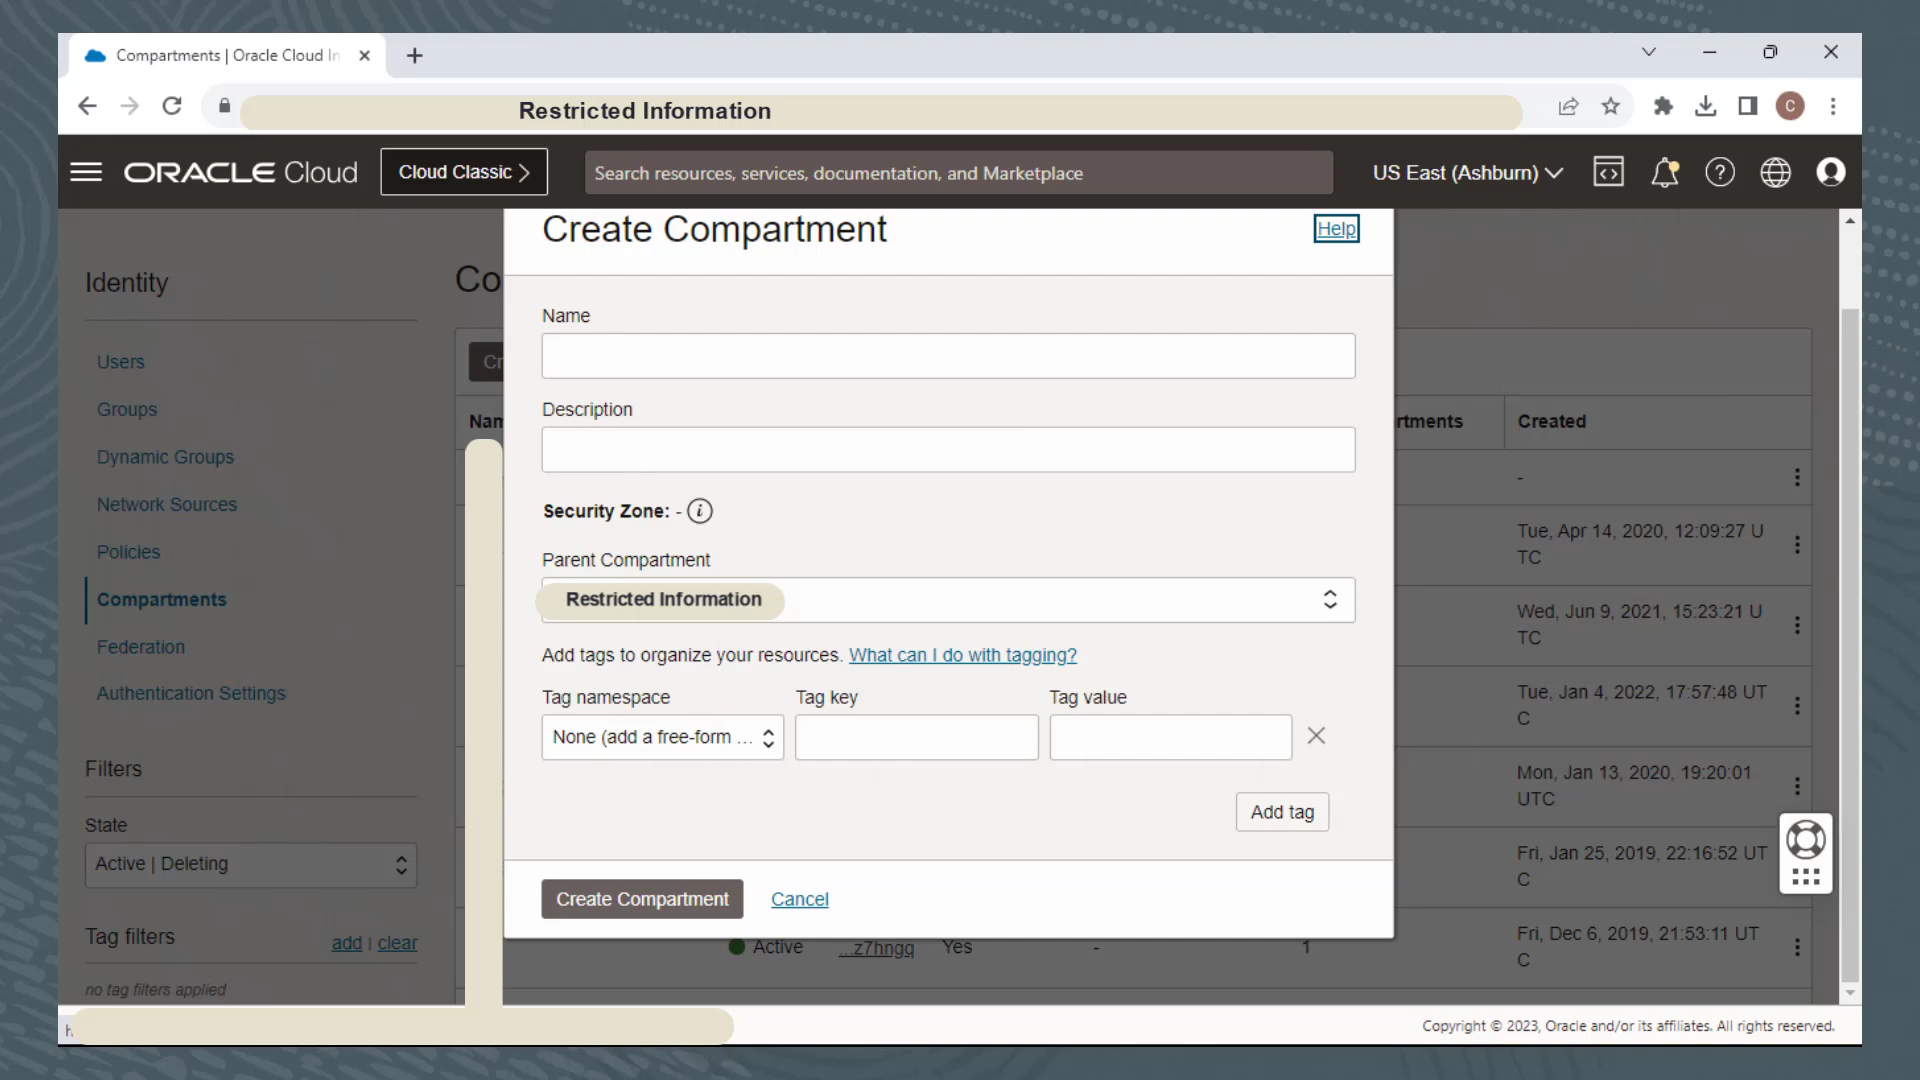 Compartments | Oracle Cloud In
Restricted Information
ORACLE Cloud
Cloud Classic
Search resources, services, documentation, and Marketplace
US East (Ashburn)
C
Create Compartment
Help
Identity
Co
Name
Users
Cr
Groups
Description
Nam
rtments
Created
Dynamic Groups
-
Network Sources
Security Zone: -
Tue, Apr 14, 2020, 12:09:27 U
TC
Policies
Parent Compartment
Compartments
Restricted Information
Wed, Jun 9, 2021, 15:23:21 U
TC
Federation
Add tags to organize your resources. What can I do with tagging?
Authentication Settings
Tag namespace Tag key Tag value
Tue, Jan 4, 2022, 17:57:48 UT
C
None (add a free-form ...
Filters
Mon, Jan 13, 2020, 19:20:01
UTC
State
Add tag
Active | Deleting
Fri, Jan 25, 2019, 22:16:52 UT
C
Create Compartment
Cancel
Tag filters
add | clear
Active ...z7hngq Yes - 1
Fri, Dec 6, 2019, 21:53:11 UT
C
no tag filters applied
Copyright © 2023, Oracle and/or its affiliates. All rights reserved.